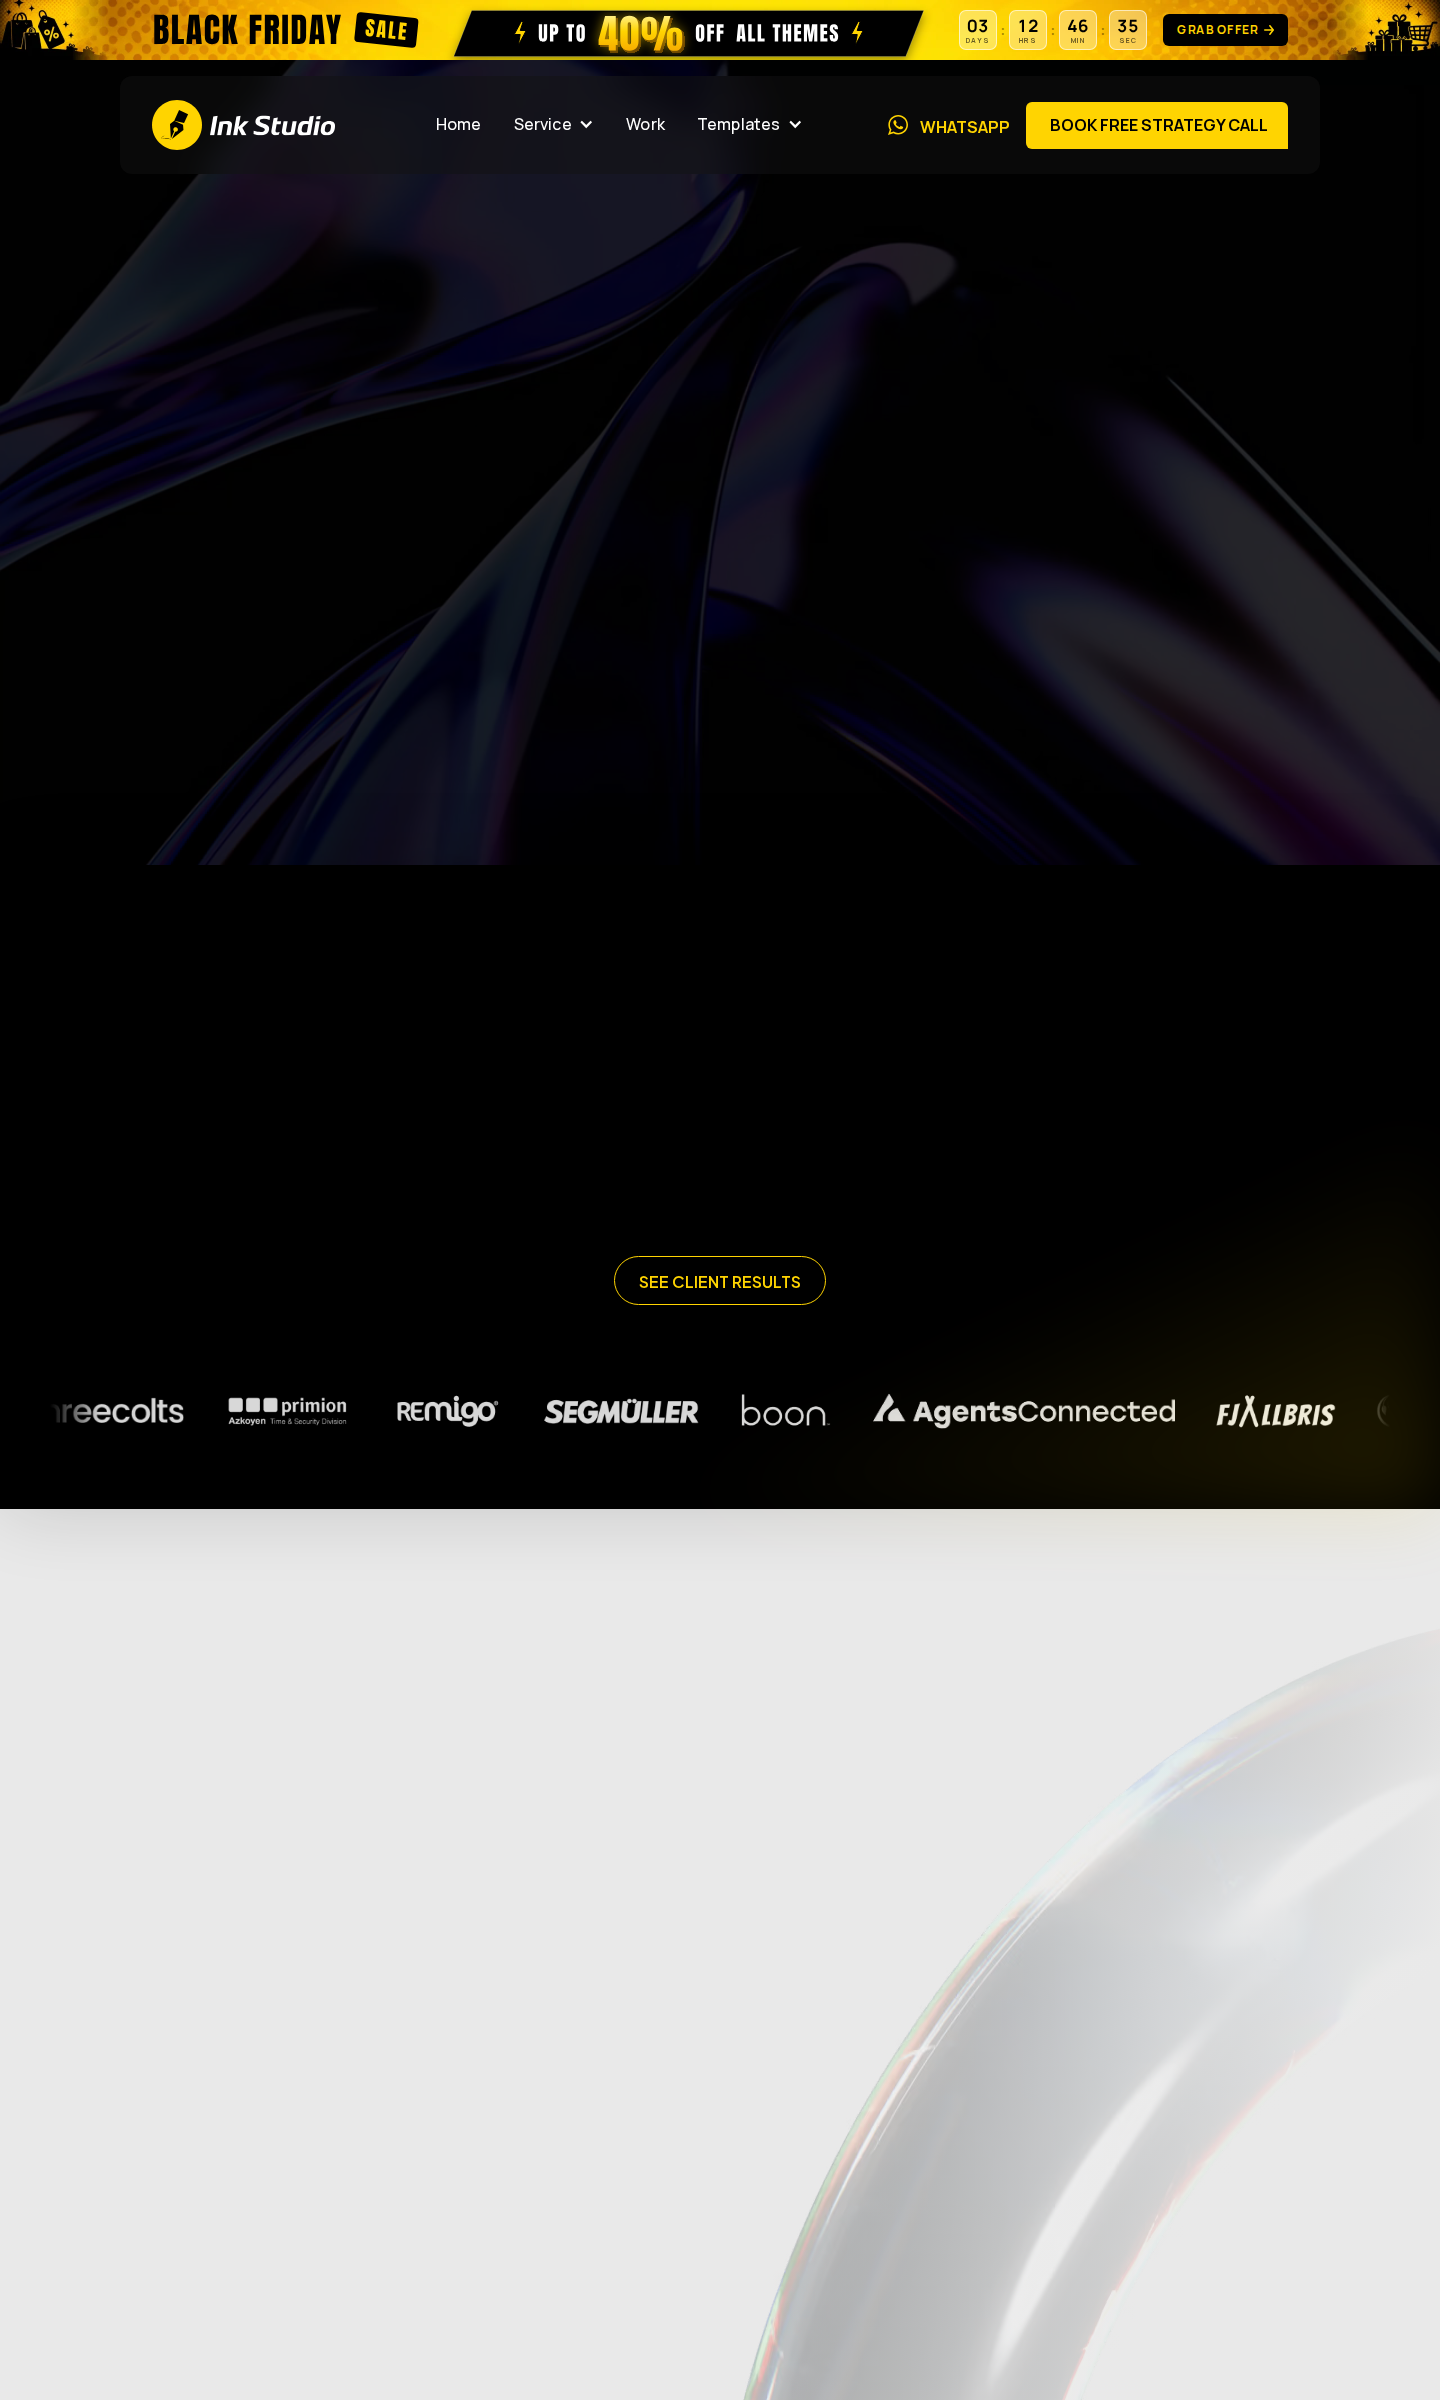 BLACK FRIDAY SALE
UP TO 40% OFF ALL THEMES
03 : 12 : 46 : 35
DAYS HRS MIN SEC
GRAB OFFER →
Ink Studio
Home Service Work Templates
WHATSAPP
BOOK FREE STRATEGY CALL
SEE CLIENT RESULTS
reecolts
primion
Azkoyen Time & Security Division
REmigo
SEGMÜLLER
boon
AgentsConnected
FJΛLLBRIS